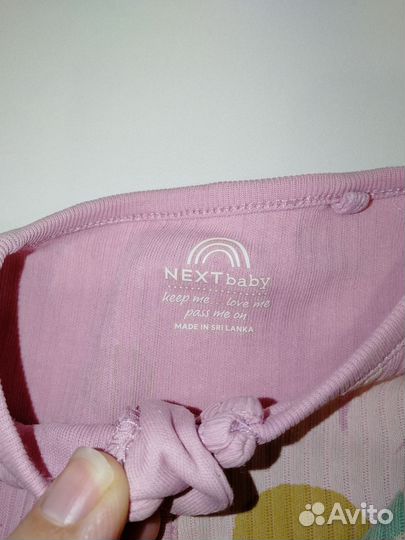 NEXT baby
keep me... love me
pass me on
MADE IN SRI LANKA
Avito